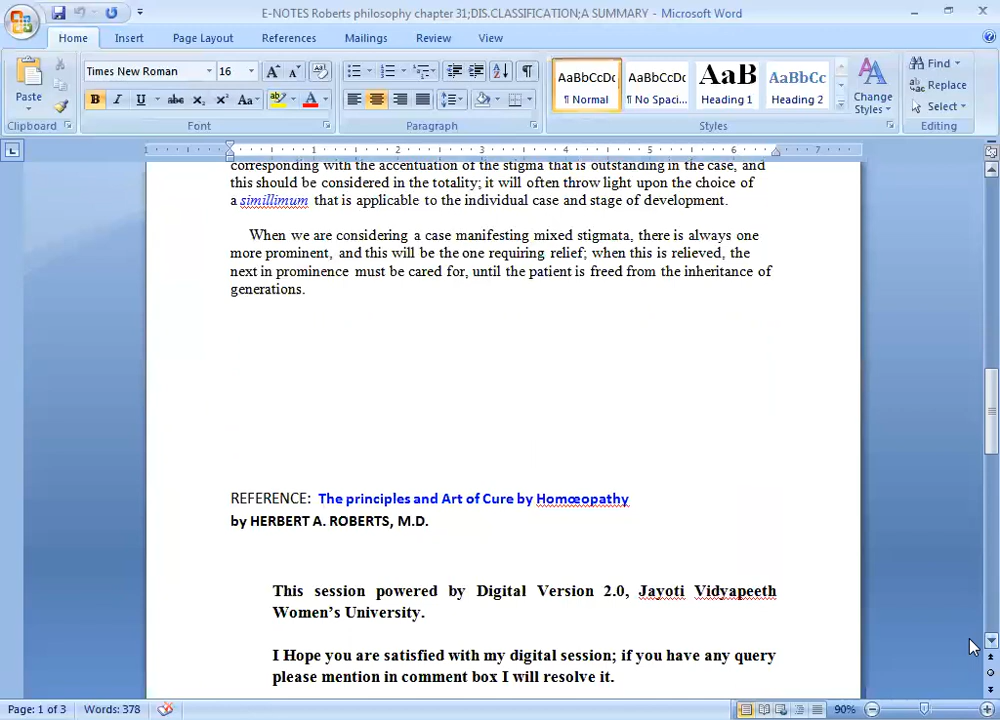 E-NOTES Roberts philosophy chapter 31;DIS.CLASSIFICATION;A SUMMARY - Microsoft Word
Home Insert Page Layout References Mailings Review View
Times New Roman 16
AaBbCcDc AaBbCcDc AaBbC AaBbCc
¶ Normal ¶ No Spaci... Heading 1 Heading 2
Paste
Change Styles
Find
Replace
Select
Clipboard Font Paragraph Styles Editing
1 1 2 3 4 5 6 7
corresponding with the accentuation of the stigma that is outstanding in the case, and
this should be considered in the totality; it will often throw light upon the choice of
a simillimum that is applicable to the individual case and stage of development.
When we are considering a case manifesting mixed stigmata, there is always one
more prominent, and this will be the one requiring relief; when this is relieved, the
next in prominence must be cared for, until the patient is freed from the inheritance of
generations.
REFERENCE: The principles and Art of Cure by Homœopathy
by HERBERT A. ROBERTS, M.D.
This session powered by Digital Version 2.0, Jayoti Vidyapeeth
Women's University.
I Hope you are satisfied with my digital session; if you have any query
please mention in comment box I will resolve it.
Page: 1 of 3 Words: 378 90%